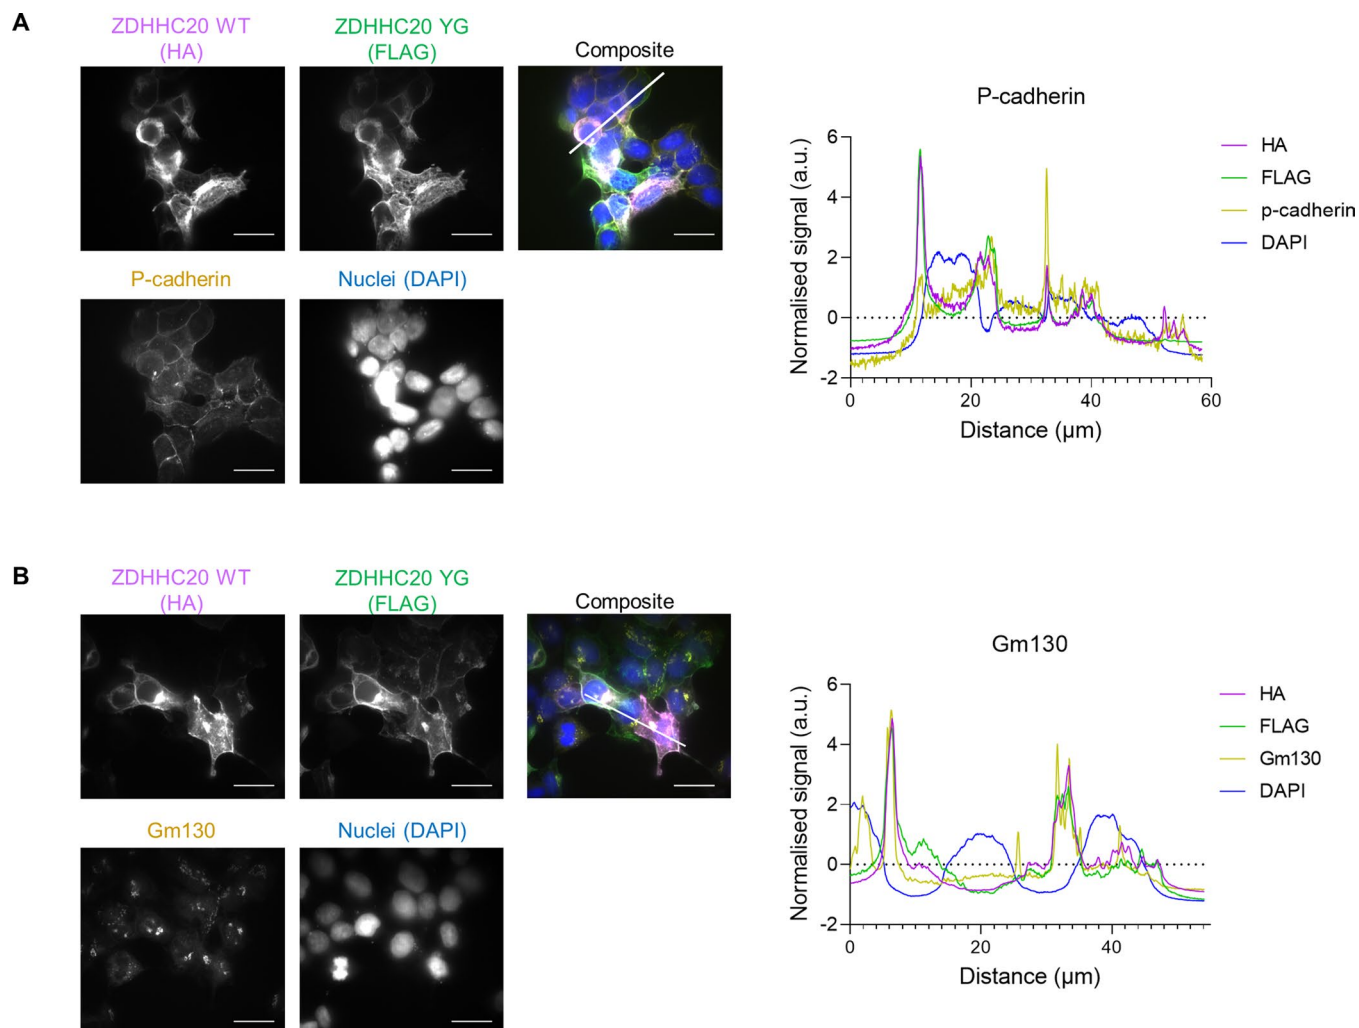 A
ZDHHC20 WT
(HA)
ZDHHC20 YG
(FLAG)
Composite
P-cadherin
Nuclei (DAPI)
P-cadherin
Normalised signal (a.u.)
6
4
2
0
-2
0
20
40
60
Distance (µm)
HA
FLAG
p-cadherin
DAPI
B
ZDHHC20 WT
(HA)
ZDHHC20 YG
(FLAG)
Composite
Gm130
Nuclei (DAPI)
Gm130
Normalised signal (a.u.)
6
4
2
0
-2
0
20
40
Distance (µm)
HA
FLAG
Gm130
DAPI